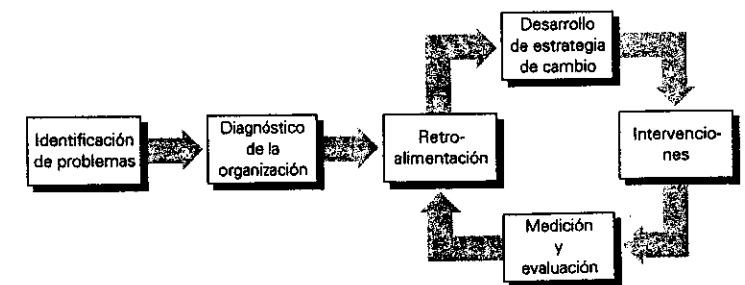 Identificación
de problemas
Diagnóstico
de la
organización
Retro-
alimentación
Desarrollo
de estrategia
de cambio
Intervencio-
nes
Medición
y
evaluación